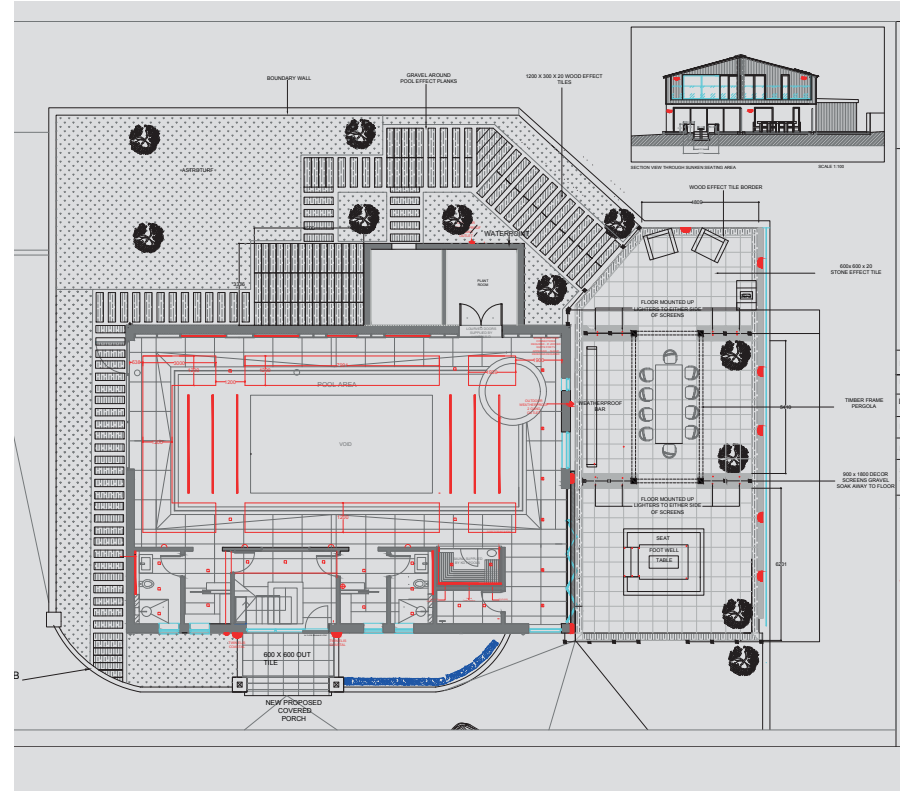 BOUNDARY WALL
GRAVEL AROUND
POOL EFFECT PLANKS
1200 X 300 X 20 WOOD EFFECT
TILES
SECTION VIEW THROUGH SUNKEN SEATING AREA
SCALE 1:100
WOOD EFFECT TILE BORDER
ASTROTURF
WATERPOINT
600x 600 x 20
STONE EFFECT TILE
PLANT
ROOM
FLOOR MOUNTED UP
LIGHTERS TO EITHER SIDE
OF SCREENS
POOL AREA
VOID
WEATHERPROOF
BAR
TIMBER FRAME
PERGOLA
900 x 1800 DECOR
SCREENS GRAVEL
SOAK AWAY TO FLOOR
FLOOR MOUNTED UP
LIGHTERS TO EITHER SIDE
OF SCREENS
SEAT
FOOT WELL
TABLE
600 X 600 OUT
TILE
B
NEW PROPOSED
COVERED
PORCH